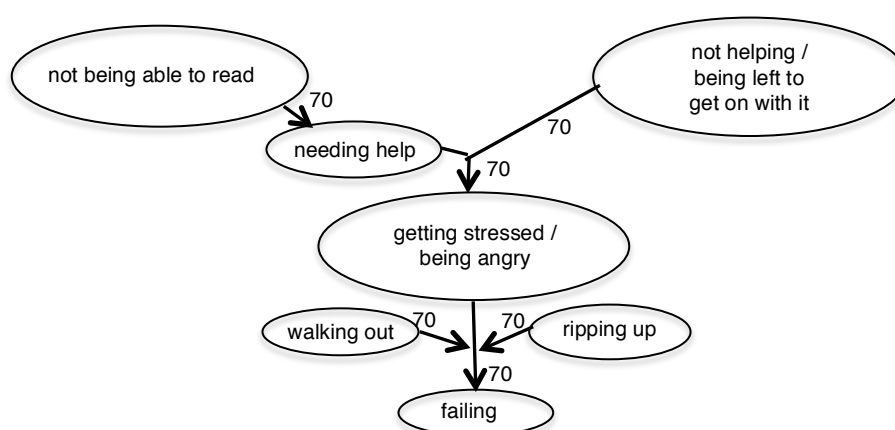 not being able to read
not helping /
being left to
get on with it
70
70
needing help
70
getting stressed /
being angry
70
70
walking out
ripping up
70
failing